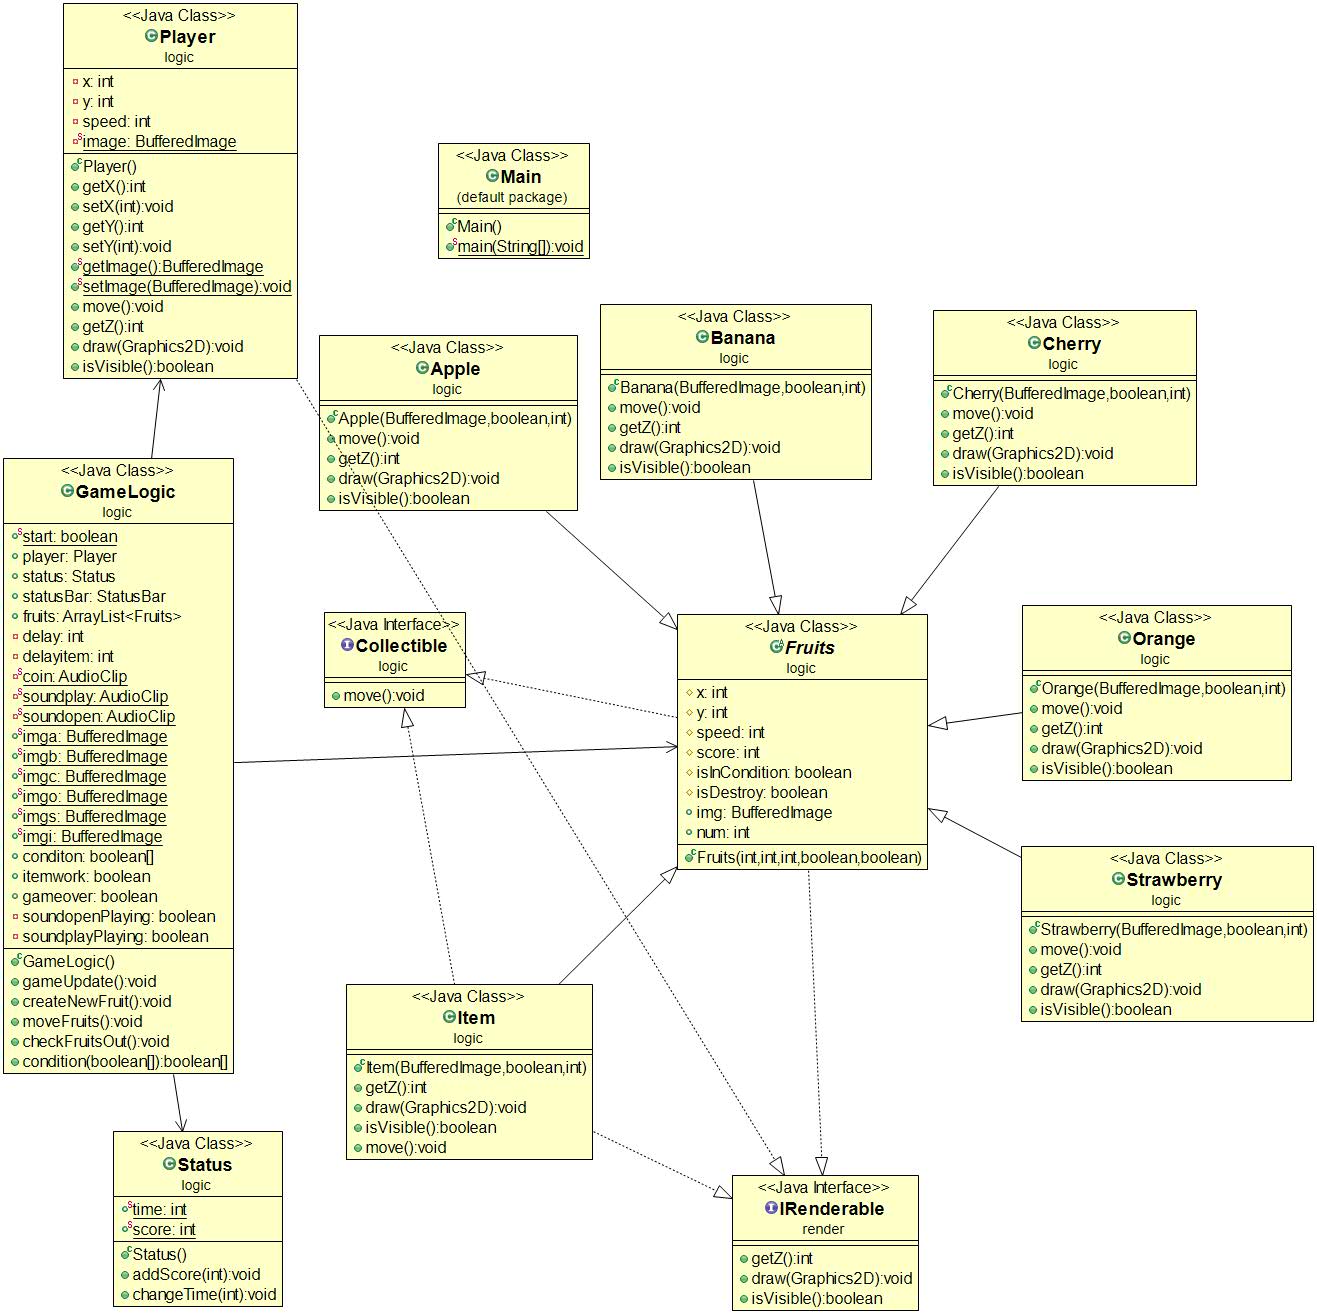 <<Java Class>>
Player
logic
x: int
y: int
speed: int
image: BufferedImage
Player()
getX():int
setX(int):void
getY():int
setY(int):void
getImage():BufferedImage
setImage(BufferedImage):void
move():void
getZ():int
draw(Graphics2D):void
isVisible():boolean
<<Java Class>>
Main
(default package)
Main()
main(String[]):void
<<Java Class>>
Apple
logic
Apple(BufferedImage,boolean,int)
move():void
getZ():int
draw(Graphics2D):void
isVisible():boolean
<<Java Class>>
Banana
logic
Banana(BufferedImage,boolean,int)
move():void
getZ():int
draw(Graphics2D):void
isVisible():boolean
<<Java Class>>
Cherry
logic
Cherry(BufferedImage,boolean,int)
move():void
getZ():int
draw(Graphics2D):void
isVisible():boolean
<<Java Class>>
GameLogic
logic
start: boolean
player: Player
status: Status
statusBar: StatusBar
fruits: ArrayList<Fruits>
delay: int
delayitem: int
coin: AudioClip
soundplay: AudioClip
soundopen: AudioClip
imga: BufferedImage
imgb: BufferedImage
imgc: BufferedImage
imgo: BufferedImage
imgs: BufferedImage
imgi: BufferedImage
conditon: boolean[]
itemwork: boolean
gameover: boolean
soundopenPlaying: boolean
soundplayPlaying: boolean
GameLogic()
gameUpdate():void
createNewFruit():void
moveFruits():void
checkFruitsOut():void
condition(boolean[]):boolean[]
<<Java Interface>>
Collectible
logic
move():void
<<Java Class>>
Fruits
logic
x: int
y: int
speed: int
score: int
isInCondition: boolean
isDestroy: boolean
img: BufferedImage
num: int
Fruits(int,int,int,boolean,boolean)
<<Java Class>>
Orange
logic
Orange(BufferedImage,boolean,int)
move():void
getZ():int
draw(Graphics2D):void
isVisible():boolean
<<Java Class>>
Strawberry
logic
Strawberry(BufferedImage,boolean,int)
move():void
getZ():int
draw(Graphics2D):void
isVisible():boolean
<<Java Class>>
Item
logic
Item(BufferedImage,boolean,int)
getZ():int
draw(Graphics2D):void
isVisible():boolean
move():void
<<Java Class>>
Status
logic
time: int
score: int
Status()
addScore(int):void
changeTime(int):void
<<Java Interface>>
IRenderable
render
getZ():int
draw(Graphics2D):void
isVisible():boolean